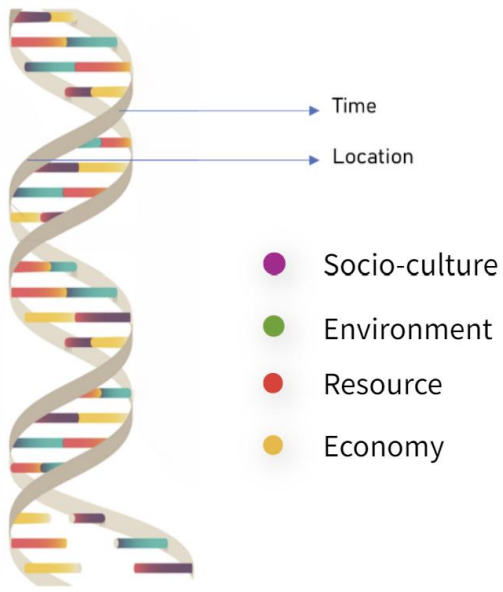 Time
Location
Socio-culture
Environment
Resource
Economy